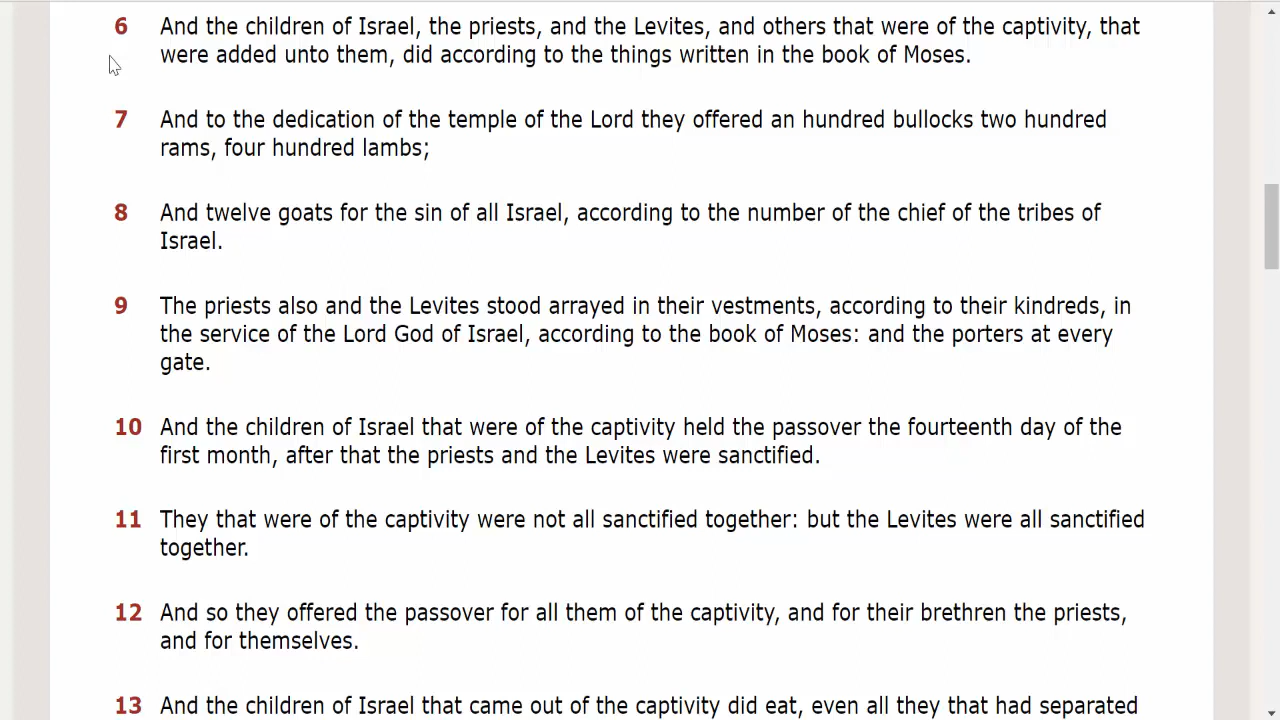 6 And the children of Israel, the priests, and the Levites, and others that were of the captivity, that
were added unto them, did according to the things written in the book of Moses.
7 And to the dedication of the temple of the Lord they offered an hundred bullocks two hundred
rams, four hundred lambs;
8 And twelve goats for the sin of all Israel, according to the number of the chief of the tribes of
Israel.
9 The priests also and the Levites stood arrayed in their vestments, according to their kindreds, in
the service of the Lord God of Israel, according to the book of Moses: and the porters at every
gate.
10 And the children of Israel that were of the captivity held the passover the fourteenth day of the
first month, after that the priests and the Levites were sanctified.
11 They that were of the captivity were not all sanctified together: but the Levites were all sanctified
together.
12 And so they offered the passover for all them of the captivity, and for their brethren the priests,
and for themselves.
13 And the children of Israel that came out of the captivity did eat, even all they that had separated